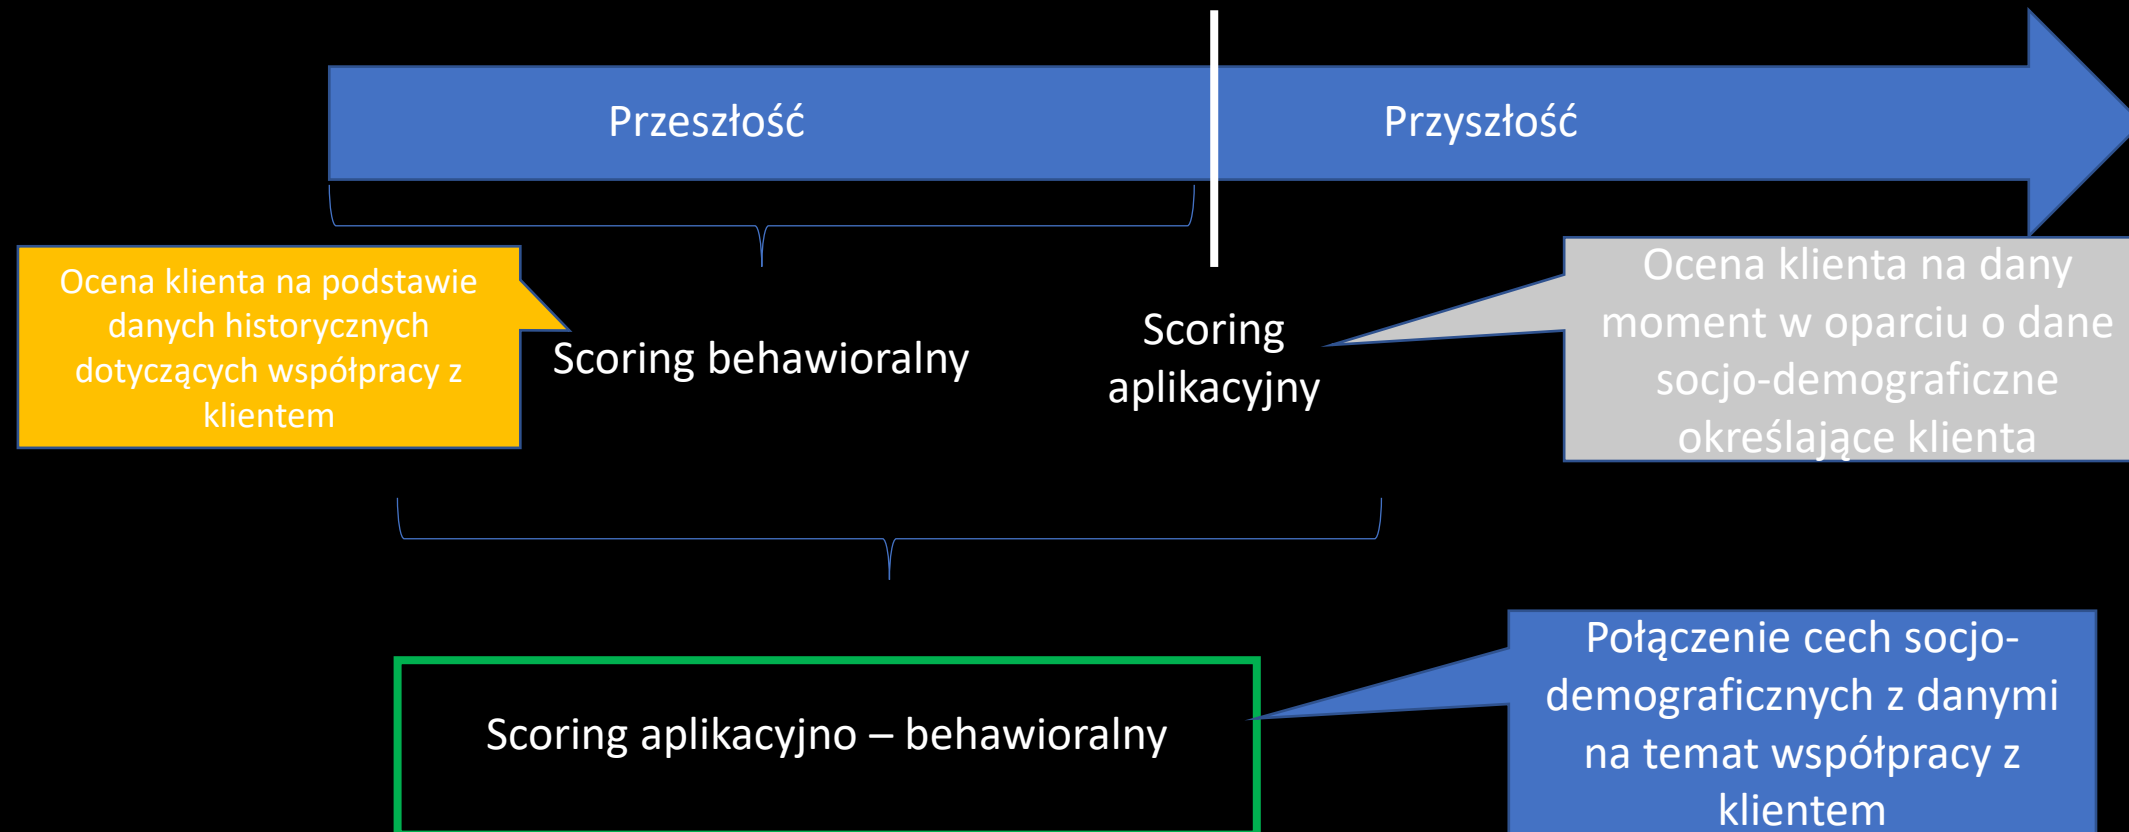 Przeszłość
Przyszłość
Ocena klienta na podstawie
danych historycznych
dotyczących współpracy z
klientem
Scoring behawioralny
Scoring
aplikacyjny
Ocena klienta na dany
moment w oparciu o dane
socjo-demograficzne
określające klienta
Scoring aplikacyjno – behawioralny
Połączenie cech socjo-
demograficznych z danymi
na temat współpracy z
klientem